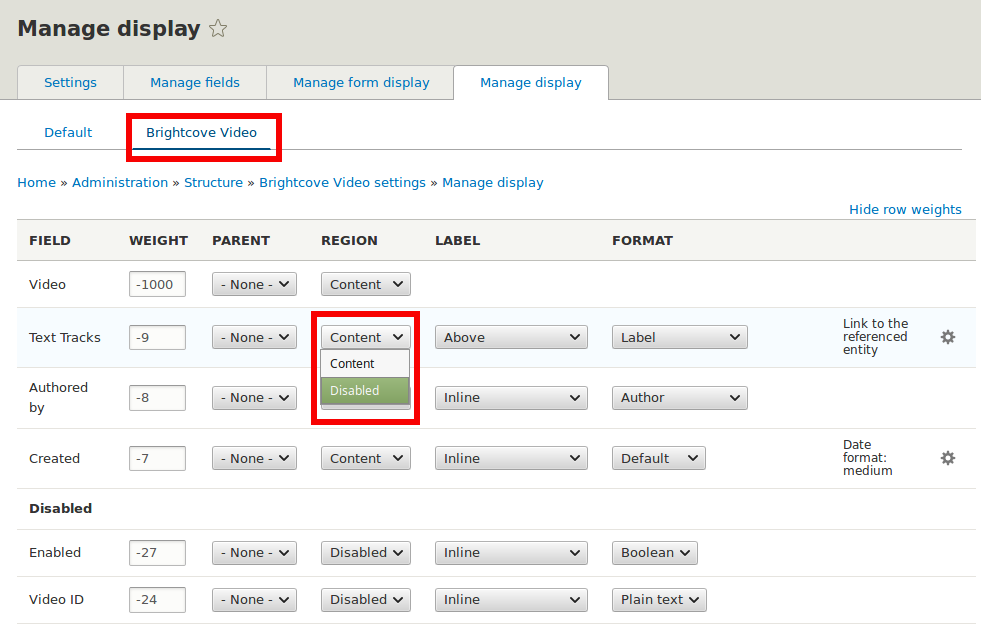 Manage display
Settings Manage fields Manage form display Manage display
Default Brightcove Video
Home » Administration » Structure » Brightcove Video settings » Manage display
Hide row weights
FIELD WEIGHT PARENT REGION LABEL FORMAT
Video -1000 - None - Content
Text Tracks -9 - None - Content Above Label Link to the referenced entity
Content
Disabled
Authored by -8 - None - Inline Author
Created -7 - None - Content Inline Default Date format: medium
Disabled
Enabled -27 - None - Disabled Inline Boolean
Video ID -24 - None - Disabled Inline Plain text